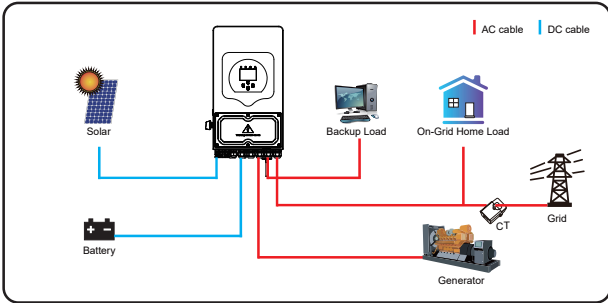 AC cable
DC cable
Solar
Backup Load
On-Grid Home Load
CT
Grid
Battery
Generator